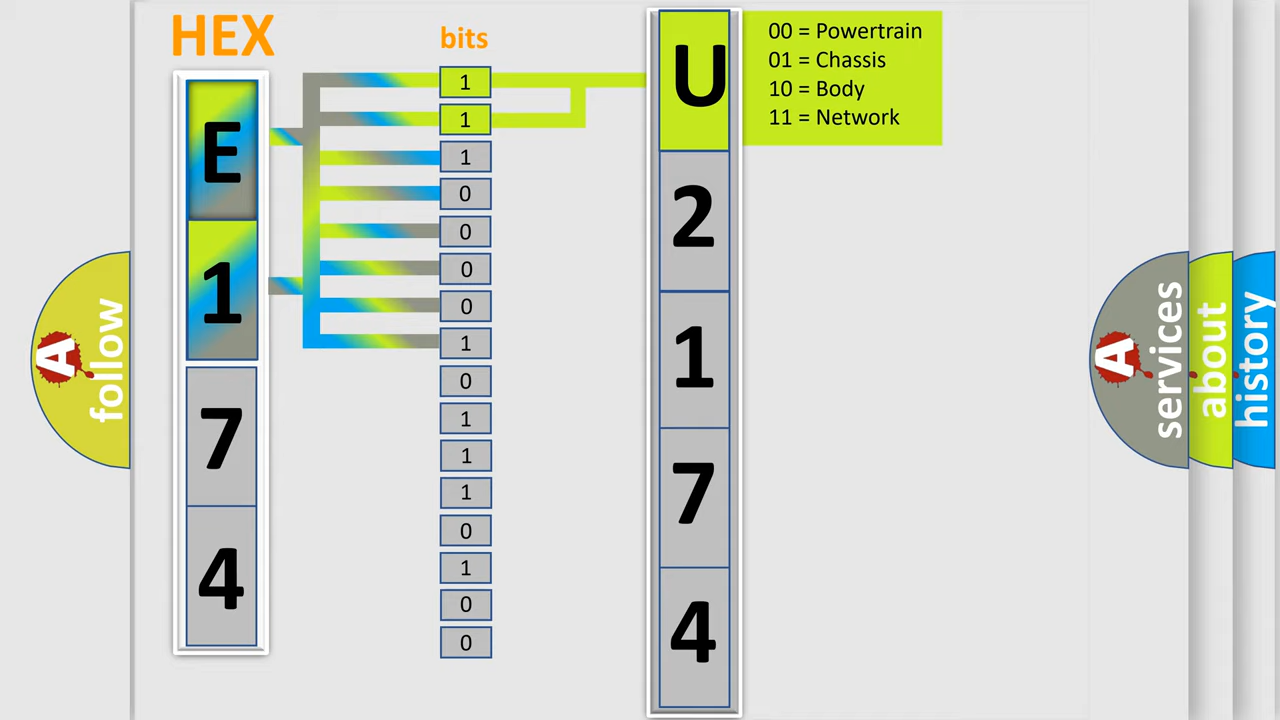 HEX
bits
E
1
7
4
1
1
1
0
0
0
0
1
0
1
1
1
0
1
0
0
U
2
1
7
4
00 = Powertrain
01 = Chassis
10 = Body
11 = Network
A
follow
A
services
about
history